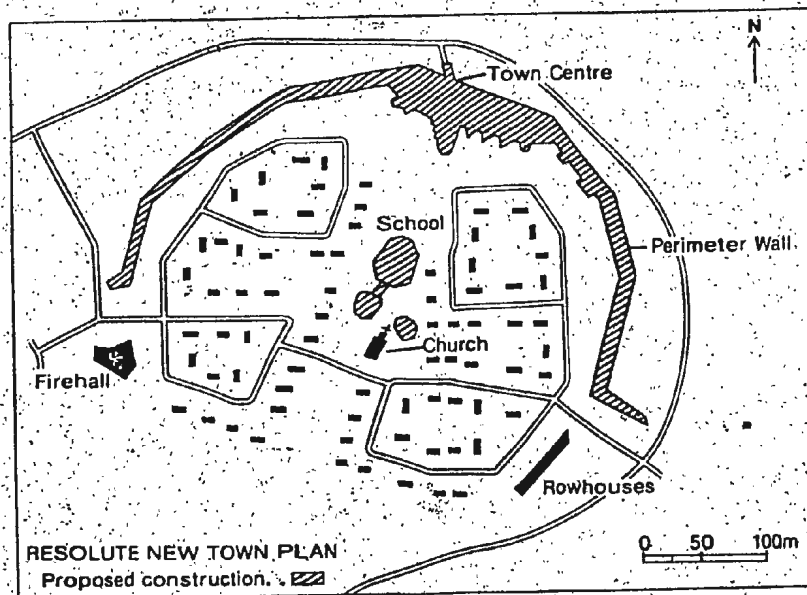 N
Town Centre
School
Perimeter Wall
Church
Firehall
Rowhouses
0 50 100m
RESOLUTE NEW TOWN PLAN
Proposed construction